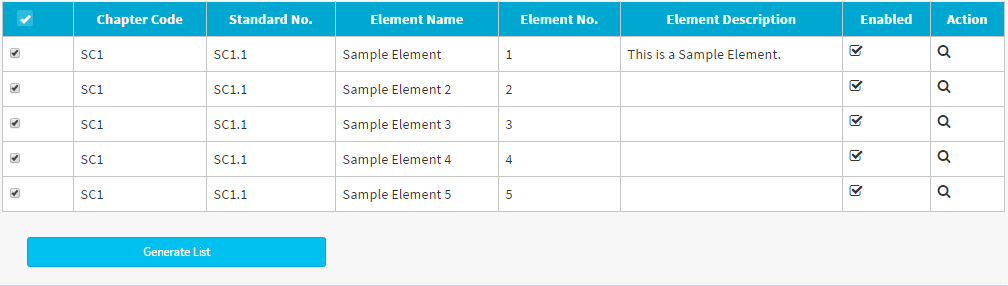 Chapter Code Standard No. Element Name Element No. Element Description Enabled Action
SC1 SC1.1 Sample Element 1 This is a Sample Element.
SC1 SC1.1 Sample Element 2 2
SC1 SC1.1 Sample Element 3 3
SC1 SC1.1 Sample Element 4 4
SC1 SC1.1 Sample Element 5 5
Generate List